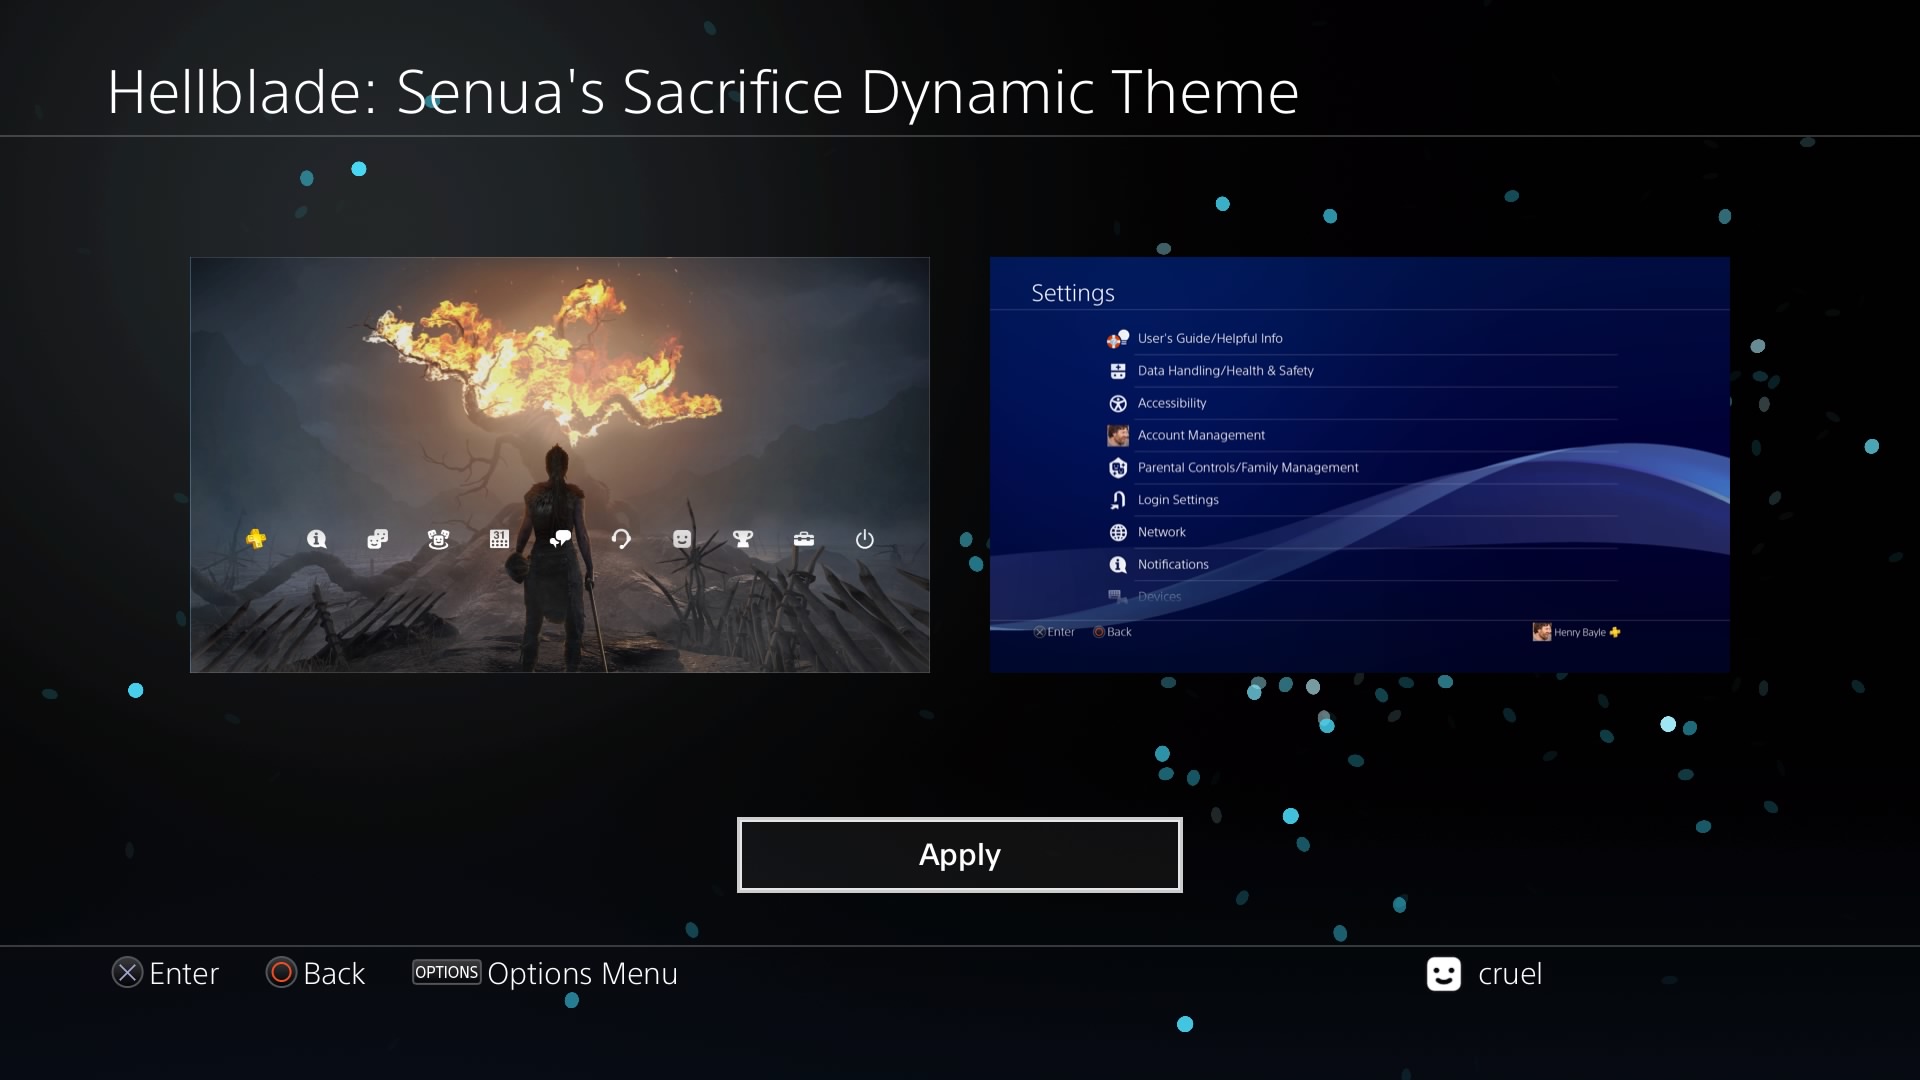 Hellblade: Senua's Sacrifice Dynamic Theme
31
Settings
User's Guide/Helpful Info
Data Handling/Health & Safety
Accessibility
Account Management
Parental Controls/Family Management
Login Settings
Network
Notifications
Devices
Enter Back Henry Bayle
Apply
Enter Back OPTIONS Options Menu cruel